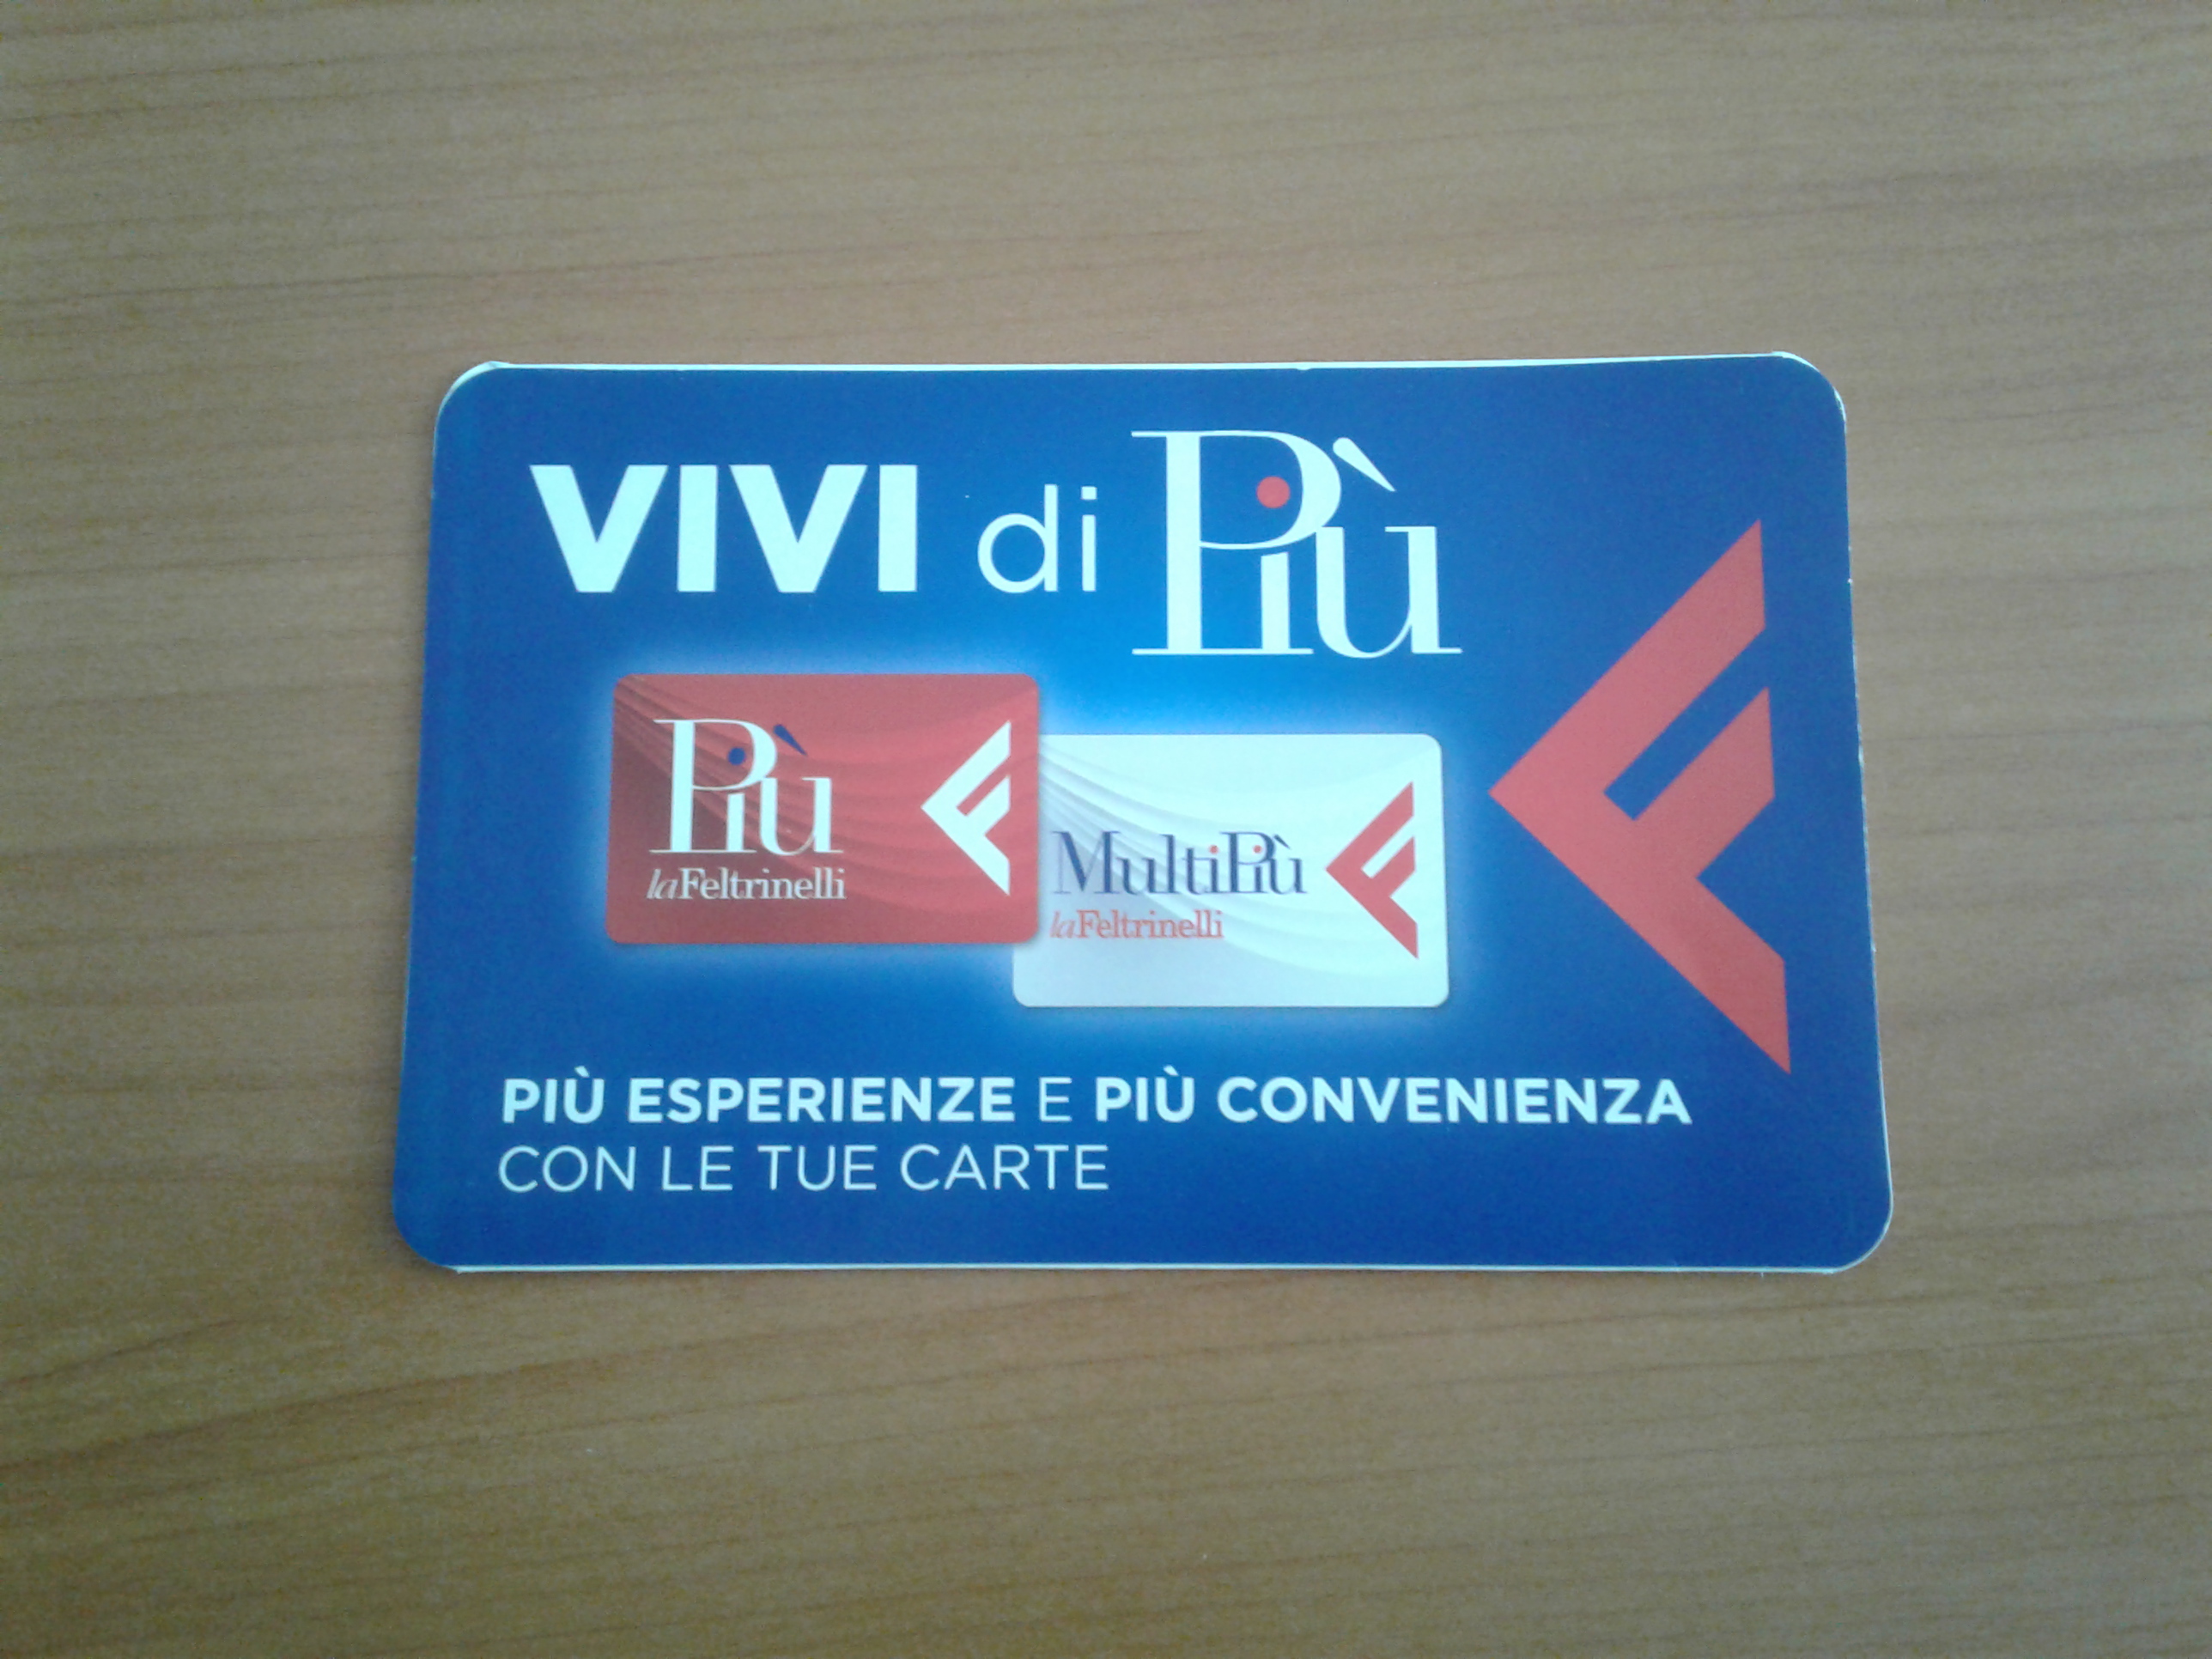 VIVI di Più
Più
laFeltrinelli
F
MultiPiù
laFeltrinelli
F
F
PIÙ ESPERIENZE E PIÙ CONVENIENZA
CON LE TUE CARTE